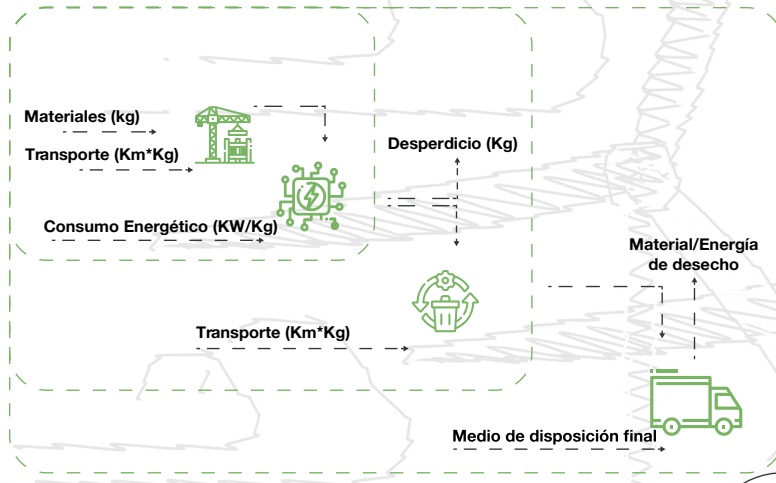 Materiales (kg)
Transporte (Km*Kg)
Desperdicio (Kg)
Consumo Energético (KW/Kg)
Material/Energía
de desecho
Transporte (Km*Kg)
Medio de disposición final